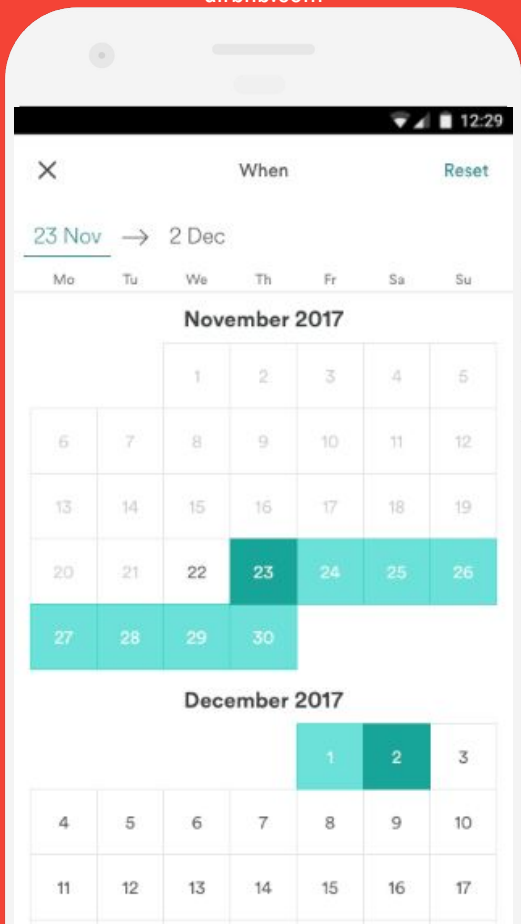 airbnb.com
12:29
When Reset
23 Nov → 2 Dec
Mo Tu We Th Fr Sa Su
November 2017
1 2 3 4 5
6 7 8 9 10 11 12
13 14 15 16 17 18 19
20 21 22 23 24 25 26
27 28 29 30
December 2017
1 2 3
4 5 6 7 8 9 10
11 12 13 14 15 16 17